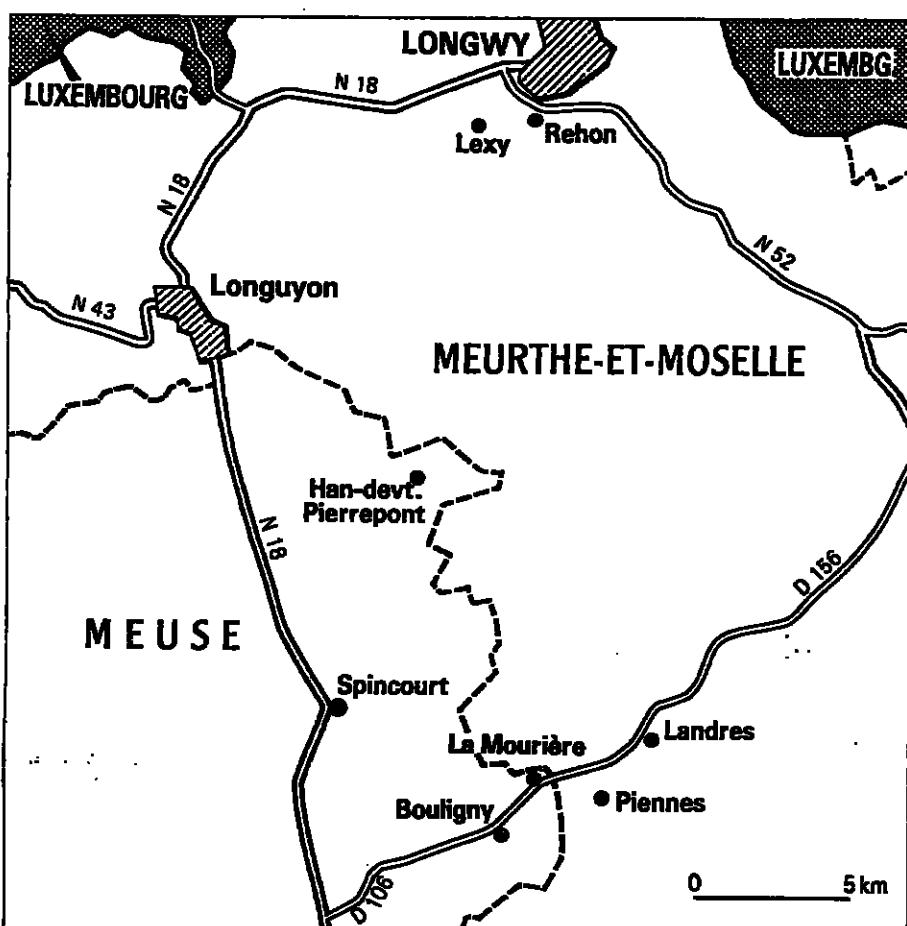 LONGWY
LUXEMBG
LUXEMBOURG
N 18
Lexy
Rehon
N 18
N 52
Longuyon
N 43
MEURTHE-ET-MOSELLE
Han-devt.
Pierrepont
N 18
D 156
MEUSE
Spincourt
La Mourière
Landres
Bouligny
Piennes
D 106
0 5 km